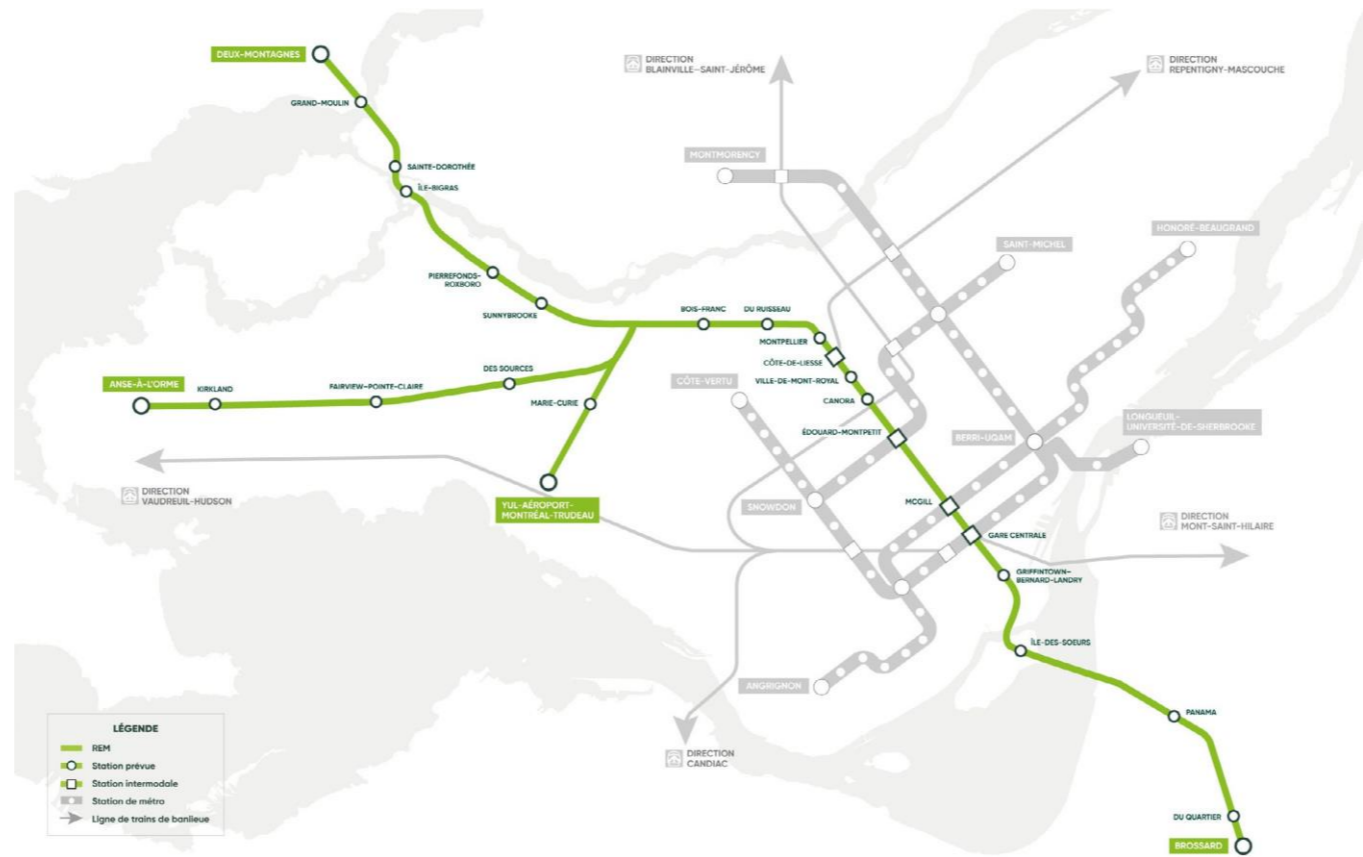 DEUX-MONTAGNES
DIRECTION
BLAINVILLE-SAINT-JÉRÔME
DIRECTION
REPENTIGNY-MASCOUCHE
GRAND-MOULIN
MONTMORENCY
SAINTE-DOROTHÉE
ÎLE-BIGRAS
SAINT-MICHEL
HONORÉ-BEAUGRAND
PIERREFONDS-
ROXBORO
SUNNYBROOKE
BOIS-FRANC
DU RUISSEAU
MONTPELLIER
CÔTE-DE-LIESSE
DES SOURCES
ANSE-À-L'ORME
KIRKLAND
FAIRVIEW-POINTE-CLAIRE
CÔTE-VERTU
VILLE-DE-MONT-ROYAL
MARIE-CURIE
CANORA
LONGUEUIL-
UNIVERSITÉ-DE-SHERBROOKE
ÉDOUARD-MONTPETIT
BERRI-UQAM
DIRECTION
VAUDREUIL-HUDSON
YUL-AÉROPORT-
MONTRÉAL-TRUDEAU
SNOWDON
MCGILL
DIRECTION
MONT-SAINT-HILAIRE
GARE CENTRALE
GRIFFINTOWN-
BERNARD-LANDRY
ÎLE-DES-SOEURS
ANGRIGNON
PANAMA
DIRECTION
CANDIAC
LÉGENDE
REM
Station prévue
Station intermodale
Station de métro
Ligne de trains de banlieue
DU QUARTIER
BROSSARD